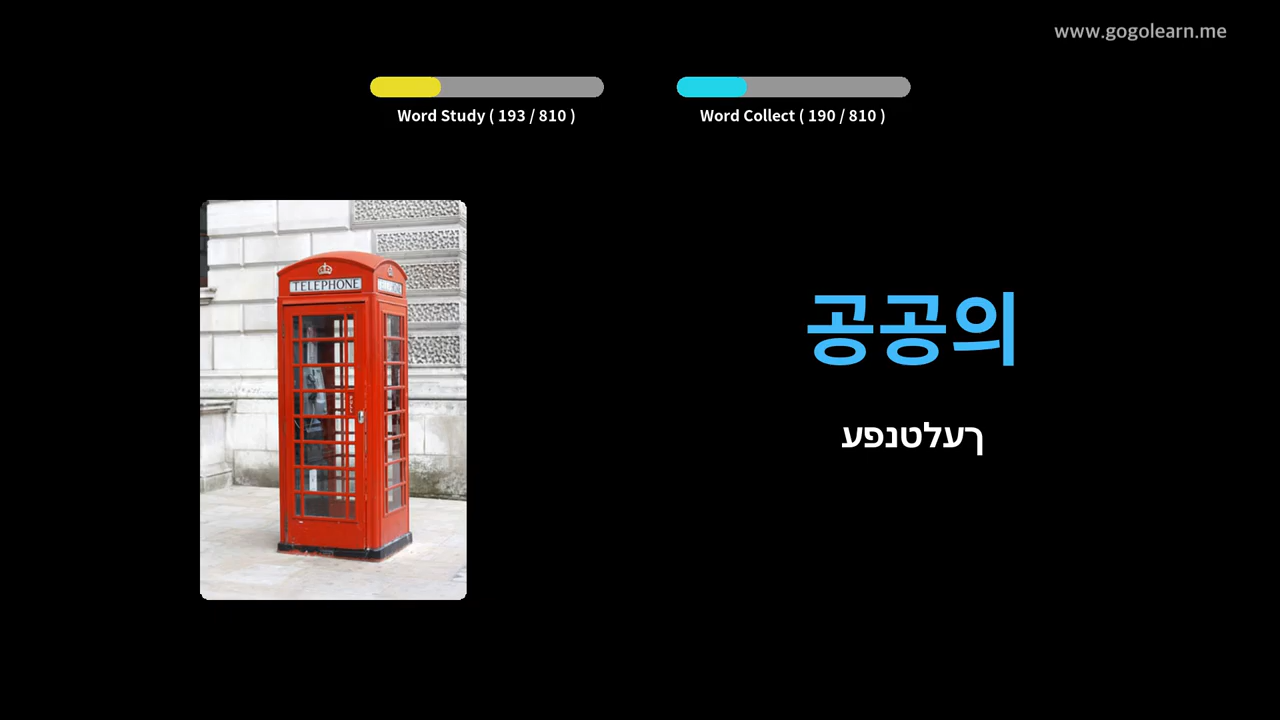 www.gogolearn.me
Word Study ( 193 / 810 )
Word Collect ( 190 / 810 )
TELEPHONE
공공의
ךעלטנפע